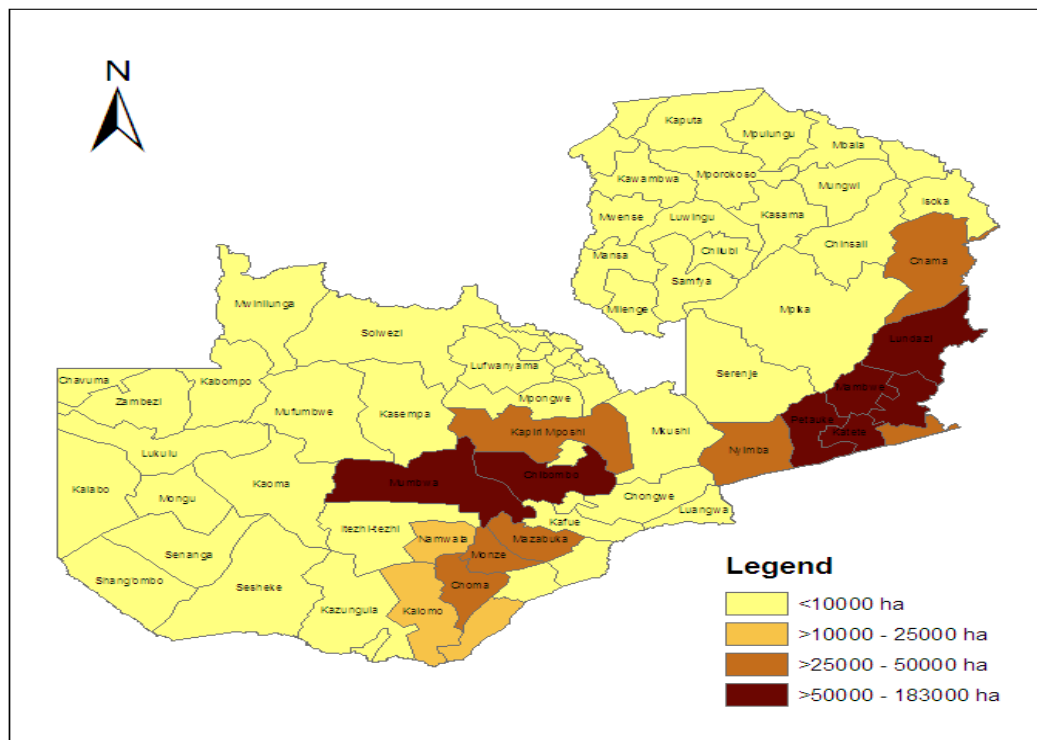 N
Kaputa
Mpulungu
Mbala
Kawambwa
Mporokoso
Mungwi
Isoka
Mwense
Luwingu
Kasama
Mansa
Chilubi
Chinsali
Chama
Samfya
Milenge
Mpika
Mwinilunga
Solwezi
Lundazi
Lufwanyama
Serenje
Chavuma
Kabompo
Mambwe
Zambezi
Mufumbwe
Kasempa
Mpongwe
Petauke
Kapiri Mposhi
Mkushi
Katete
Lukulu
Nyimba
Kalabo
Kaoma
Mumbwa
Chibombo
Mongu
Chongwe
Luangwa
Itezhi-tezhi
Kafue
Namwala
Mazabuka
Senanga
Monze
Shang'ombo
Sesheke
Choma
Kazungula
Kalomo
Legend
<10000 ha
>10000 - 25000 ha
>25000 - 50000 ha
>50000 - 183000 ha